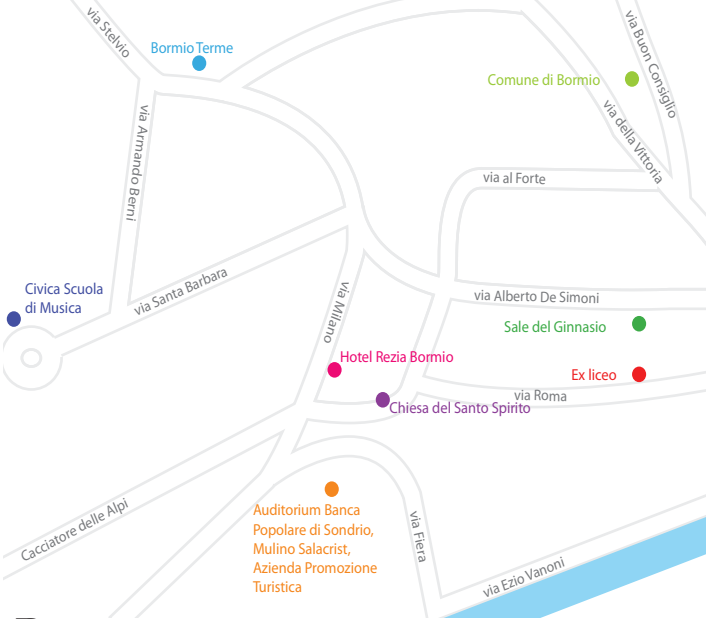 via Stelvio
Bormio Terme
via Buon Consiglio
Comune di Bormio
via della Vittoria
via Armando Berni
via al Forte
Civica Scuola
di Musica
via Santa Barbara
via Milano
via Alberto De Simoni
Sale del Ginnasio
Hotel Rezia Bormio
Ex liceo
via Roma
Chiesa del Santo Spirito
Cacciatore delle Alpi
Auditorium Banca
Popolare di Sondrio,
Mulino Salacrist,
Azienda Promozione
Turistica
via Fiera
via Ezio Vanoni